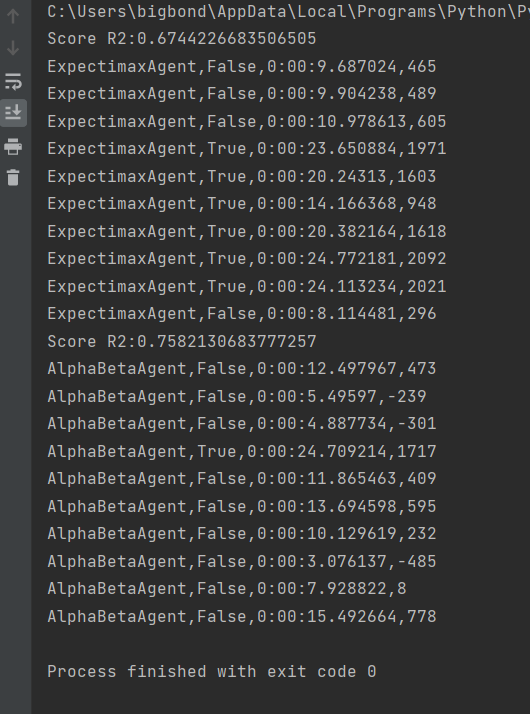 C:\Users\bigbond\AppData\Local\Programs\Python\Py
Score R2:0.6744226683506505
ExpectimaxAgent,False,0:00:9.687024,465
ExpectimaxAgent,False,0:00:9.904238,489
ExpectimaxAgent,False,0:00:10.978613,605
ExpectimaxAgent,True,0:00:23.650884,1971
ExpectimaxAgent,True,0:00:20.24313,1603
ExpectimaxAgent,True,0:00:14.166368,948
ExpectimaxAgent,True,0:00:20.382164,1618
ExpectimaxAgent,True,0:00:24.772181,2092
ExpectimaxAgent,True,0:00:24.113234,2021
ExpectimaxAgent,False,0:00:8.114481,296
Score R2:0.7582130683777257
AlphaBetaAgent,False,0:00:12.497967,473
AlphaBetaAgent,False,0:00:5.49597,-239
AlphaBetaAgent,False,0:00:4.887734,-301
AlphaBetaAgent,True,0:00:24.709214,1717
AlphaBetaAgent,False,0:00:11.865463,409
AlphaBetaAgent,False,0:00:13.694598,595
AlphaBetaAgent,False,0:00:10.129619,232
AlphaBetaAgent,False,0:00:3.076137,-485
AlphaBetaAgent,False,0:00:7.928822,8
AlphaBetaAgent,False,0:00:15.492664,778
Process finished with exit code 0